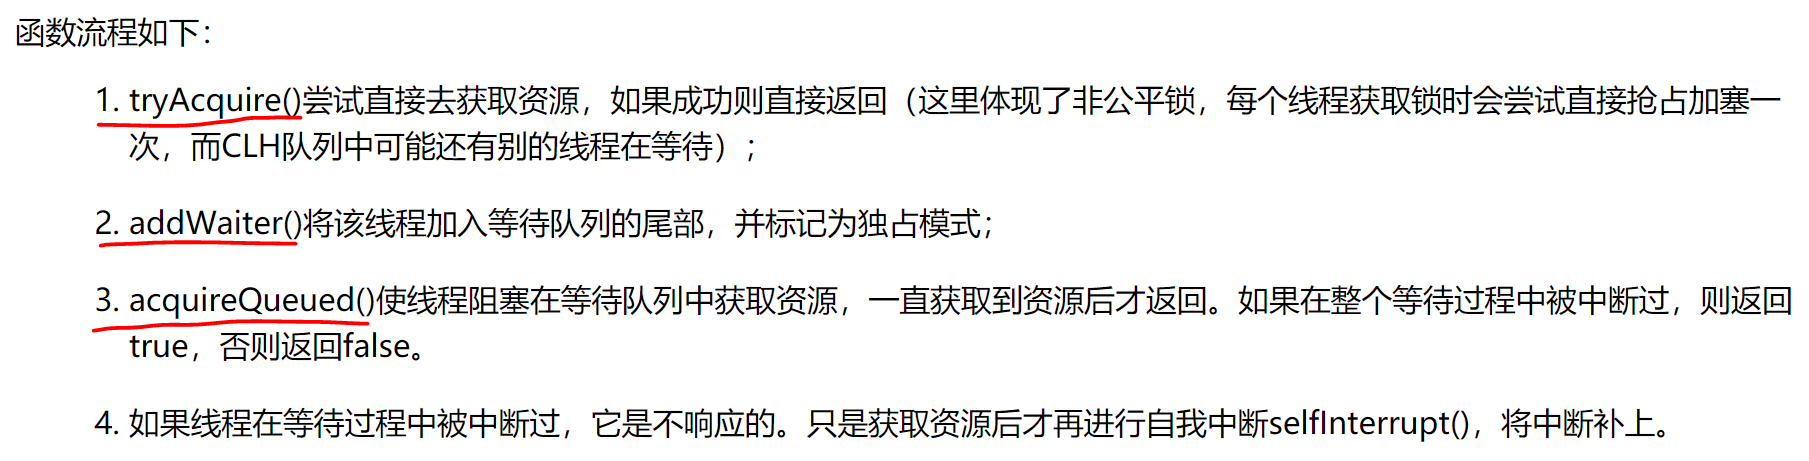 函数流程如下：
1. tryAcquire()尝试直接去获取资源，如果成功则直接返回（这里体现了非公平锁，每个线程获取锁时会尝试直接抢占加塞一
次，而CLH队列中可能还有别的线程在等待）；
2. addWaiter()将该线程加入等待队列的尾部，并标记为独占模式；
3. acquireQueued()使线程阻塞在等待队列中获取资源，一直获取到资源后才返回。如果在整个等待过程中被中断过，则返回
true，否则返回false。
4. 如果线程在等待过程中被中断过，它是不响应的。只是获取资源后才再进行自我中断selfInterrupt()，将中断补上。